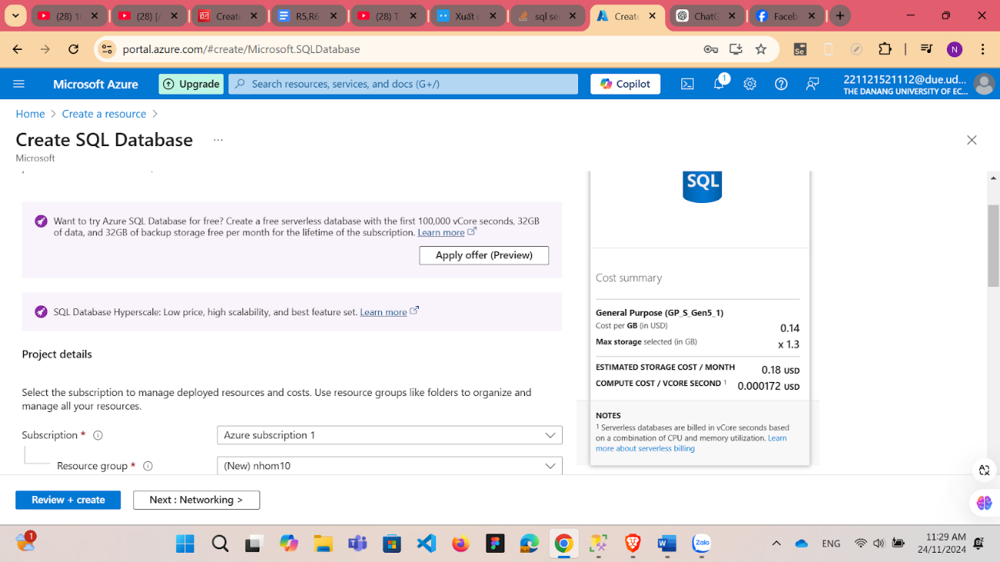 (28) 1
(28) [
Create
R5,R6
(28) T
Xuất
sql se
Create
ChatG
Faceb
portal.azure.com/#create/Microsoft.SQLDatabase
N
Microsoft Azure
Upgrade
Search resources, services, and docs (G+/)
Copilot
1
221121521112@due.ud...
THE DANANG UNIVERSITY OF EC...
Home > Create a resource >
Create SQL Database ...
Microsoft
Want to try Azure SQL Database for free? Create a free serverless database with the first 100,000 vCore seconds, 32GB
of data, and 32GB of backup storage free per month for the lifetime of the subscription. Learn more
Apply offer (Preview)
SQL Database Hyperscale: Low price, high scalability, and best feature set. Learn more
Project details
Select the subscription to manage deployed resources and costs. Use resource groups like folders to organize and
manage all your resources.
Subscription *
Azure subscription 1
Resource group *
(New) nhom10
SQL
Cost summary
General Purpose (GP_S_Gen5_1)
Cost per GB (in USD) 0.14
Max storage selected (in GB) x 1.3
ESTIMATED STORAGE COST / MONTH 0.18 USD
COMPUTE COST / VCORE SECOND 1 0.000172 USD
NOTES
1 Serverless databases are billed in vCore seconds based
on a combination of CPU and memory utilization. Learn
more about serverless billing
Review + create
Next : Networking >
1
Zalo
ENG
11:29 AM
24/11/2024